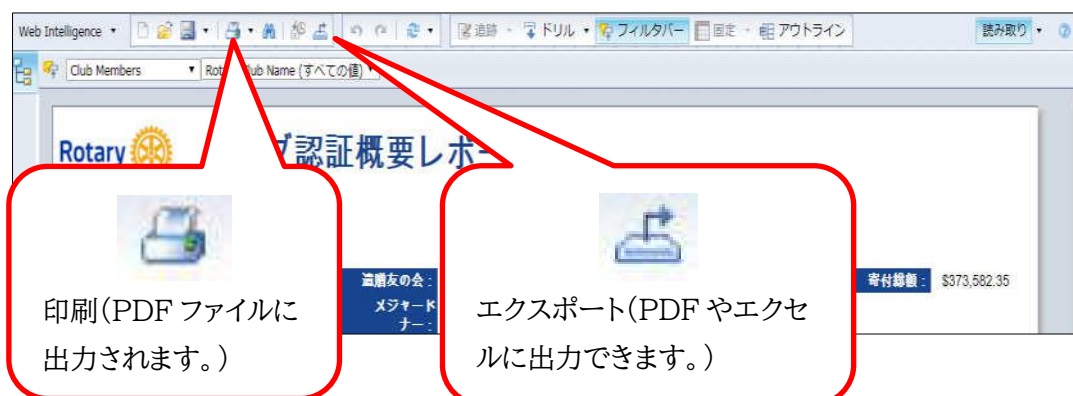 Web Intelligence 追跡 ドリル フィルタバー 固定 アウトライン 読み取り
Club Members Name (すべての値)
Rotary 認証概要レポー
遺贈友の会: 寄付総額: $373,582.35
メジャード
ナー:
印刷(PDF ファイルに
出力されます。)
エクスポート(PDF やエクセ
ルに出力できます。)